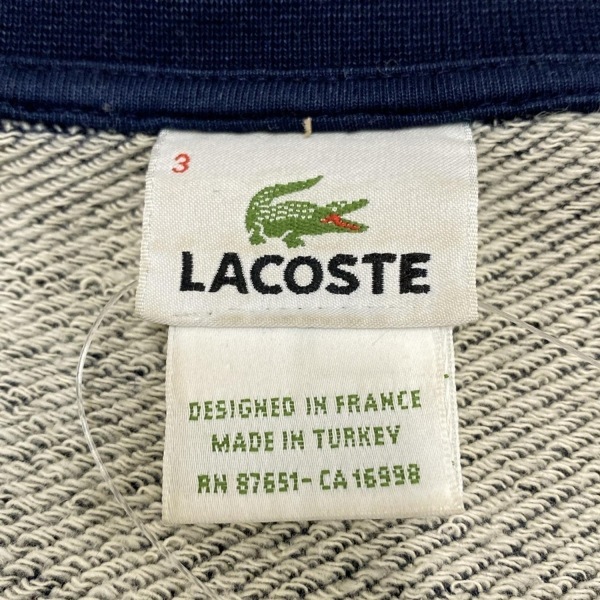 3
LACOSTE
DESIGNED IN FRANCE
MADE IN TURKEY
RN 87651-CA 16998